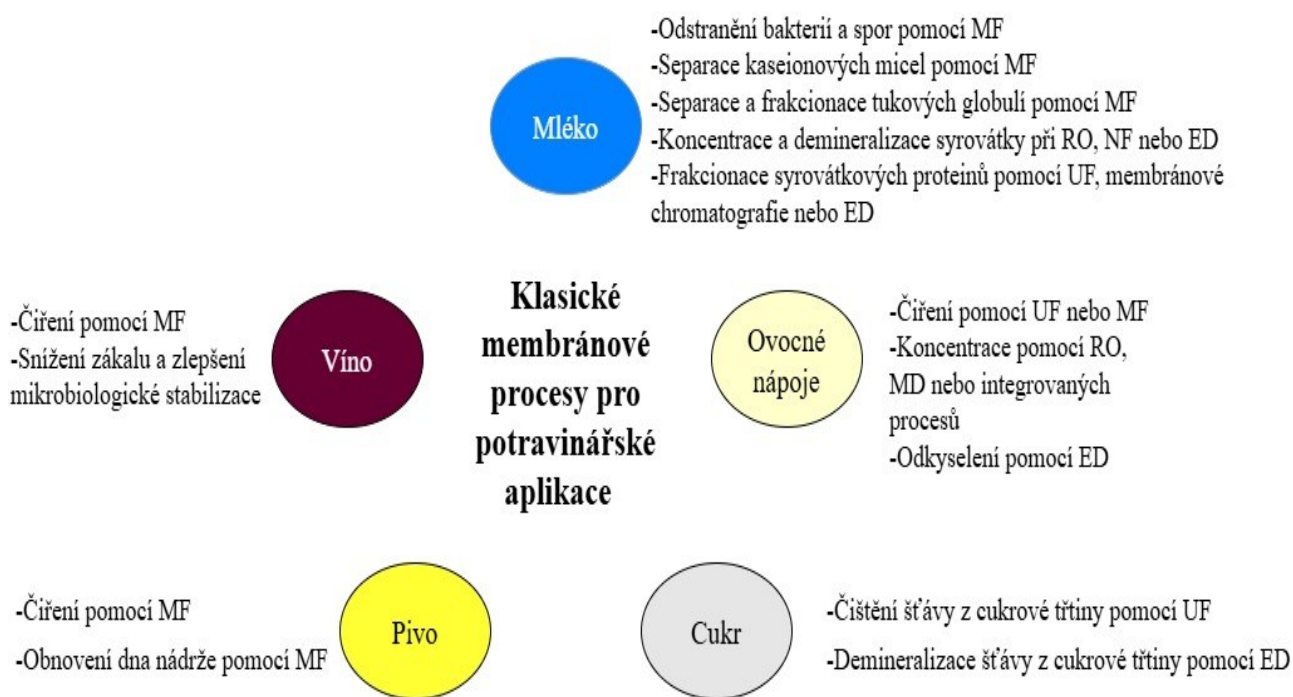 -Odstranění bakterií a spor pomocí MF
-Separace kaseionových micel pomocí MF
-Separace a frakcionace tukových globulí pomocí MF
-Koncentrace a demineralizace syrovátky při RO, NF nebo ED
-Frakcionace syrovátkových proteinů pomocí UF, membránové
chromatografie nebo ED
Mléko
-Čiření pomocí MF
-Snížení zákalu a zlepšení
mikrobiologické stabilizace
Víno
Klasické
membránové
procesy pro
potravinářské
aplikace
Ovocné
nápoje
-Čiření pomocí UF nebo MF
-Koncentrace pomocí RO,
MD nebo integrovaných
procesů
-Odkyselení pomocí ED
-Čiření pomocí MF
-Obnovení dna nádrže pomocí MF
Pivo
Cukr
-Čištění šťávy z cukrové třtiny pomocí UF
-Demineralizace šťávy z cukrové třtiny pomocí ED